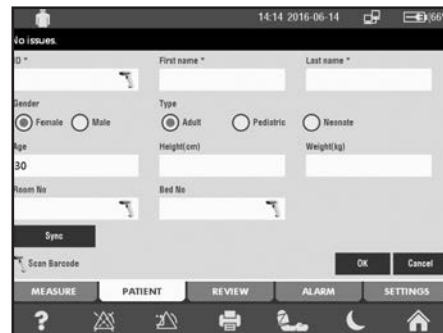 14:14 2016-06-14 (66
No issues.
ID * First name * Last name *
Gender Type
Female Male Adult Pediatric Neonate
Age Height(cm) Weight(kg)
30
Room No Bed No
Sync
Scan Barcode OK Cancel
MEASURE PATIENT REVIEW ALARM SETTINGS
?